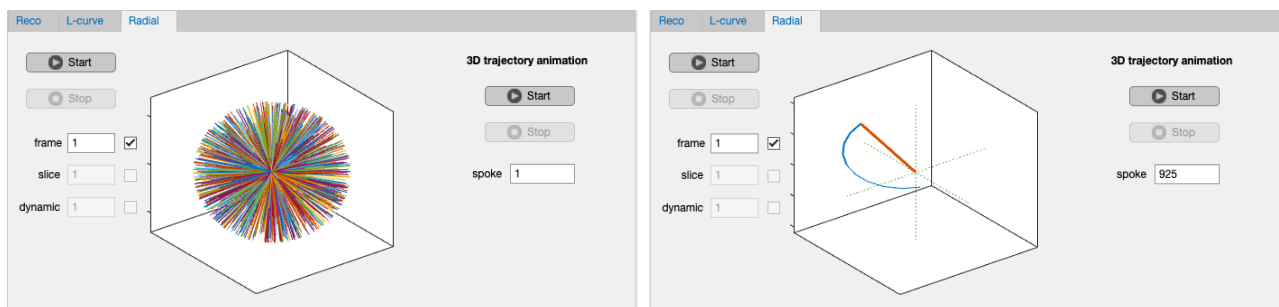 Reco L-curve Radial
Start
3D trajectory animation
Start
Stop
Stop
frame 1
slice 1
spoke 1
dynamic 1
Reco L-curve Radial
Start
3D trajectory animation
Start
Stop
Stop
frame 1
slice 1
spoke 925
dynamic 1